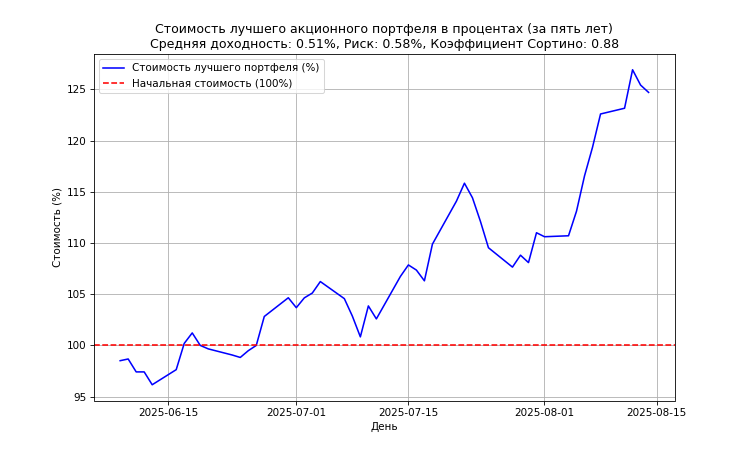 Стоимость лучшего акционного портфеля в процентах (за пять лет)
Средняя доходность: 0.51%, Риск: 0.58%, Коэффициент Сортино: 0.88
Стоимость лучшего портфеля (%)
Начальная стоимость (100%)
Стоимость (%)
125
120
115
110
105
100
95
2025-06-15
2025-07-01
2025-07-15
2025-08-01
2025-08-15
День